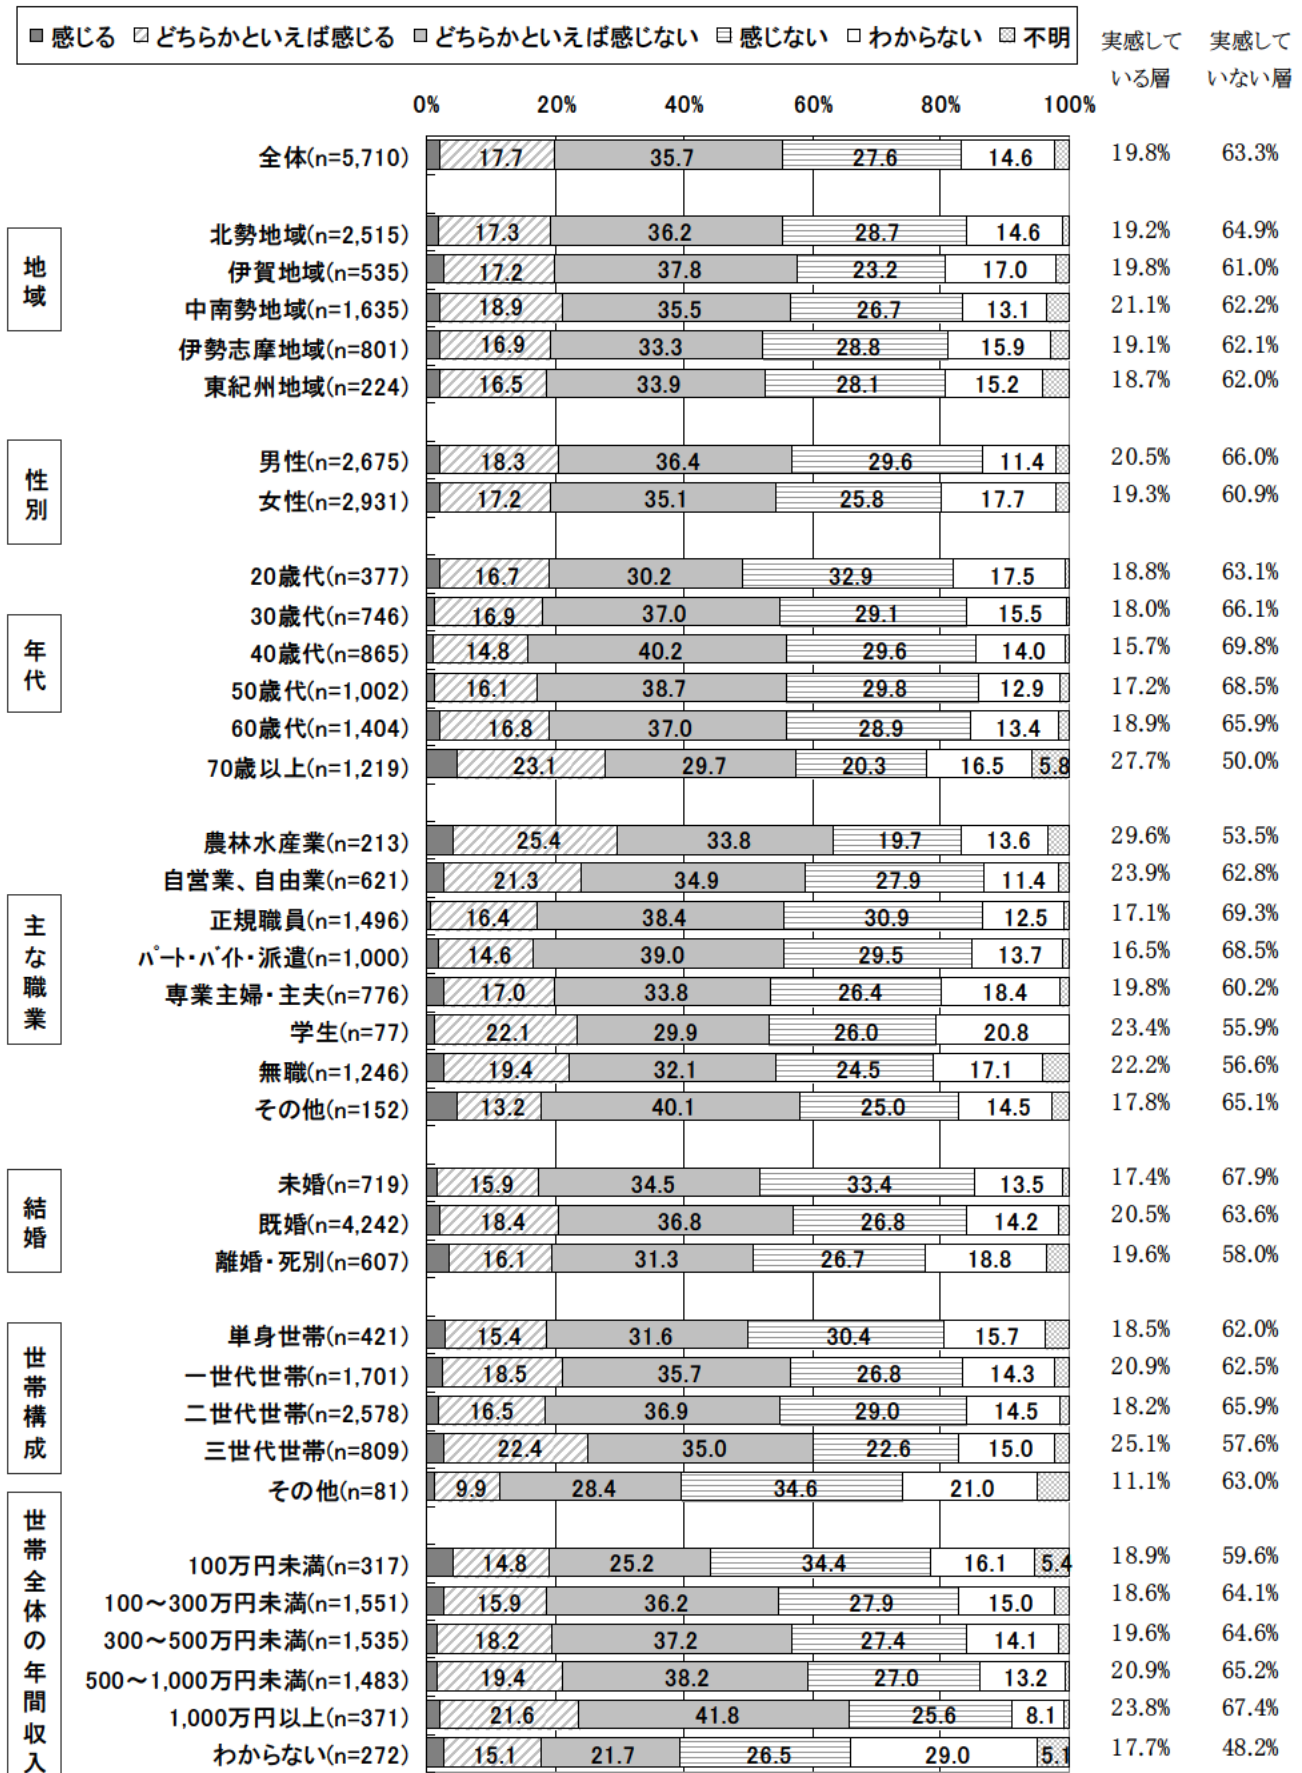 感じる どちらかといえば感じる どちらかといえば感じない 感じない わからない 不明
実感している層 実感していない層
0% 20% 40% 60% 80% 100%
全体(n=5,710) 17.7 35.7 27.6 14.6 19.8% 63.3%
地域
北勢地域(n=2,515) 17.3 36.2 28.7 14.6 19.2% 64.9%
伊賀地域(n=535) 17.2 37.8 23.2 17.0 19.8% 61.0%
中南勢地域(n=1,635) 18.9 35.5 26.7 13.1 21.1% 62.2%
伊勢志摩地域(n=801) 16.9 33.3 28.8 15.9 19.1% 62.1%
東紀州地域(n=224) 16.5 33.9 28.1 15.2 18.7% 62.0%
性別
男性(n=2,675) 18.3 36.4 29.6 11.4 20.5% 66.0%
女性(n=2,931) 17.2 35.1 25.8 17.7 19.3% 60.9%
年代
20歳代(n=377) 16.7 30.2 32.9 17.5 18.8% 63.1%
30歳代(n=746) 16.9 37.0 29.1 15.5 18.0% 66.1%
40歳代(n=865) 14.8 40.2 29.6 14.0 15.7% 69.8%
50歳代(n=1,002) 16.1 38.7 29.8 12.9 17.2% 68.5%
60歳代(n=1,404) 16.8 37.0 28.9 13.4 18.9% 65.9%
70歳以上(n=1,219) 23.1 29.7 20.3 16.5 5.8 27.7% 50.0%
主な職業
農林水産業(n=213) 25.4 33.8 19.7 13.6 29.6% 53.5%
自営業、自由業(n=621) 21.3 34.9 27.9 11.4 23.9% 62.8%
正規職員(n=1,496) 16.4 38.4 30.9 12.5 17.1% 69.3%
ﾊﾟｰﾄ・ﾊﾞｲﾄ・派遣(n=1,000) 14.6 39.0 29.5 13.7 16.5% 68.5%
専業主婦・主夫(n=776) 17.0 33.8 26.4 18.4 19.8% 60.2%
学生(n=77) 22.1 29.9 26.0 20.8 23.4% 55.9%
無職(n=1,246) 19.4 32.1 24.5 17.1 22.2% 56.6%
その他(n=152) 13.2 40.1 25.0 14.5 17.8% 65.1%
結婚
未婚(n=719) 15.9 34.5 33.4 13.5 17.4% 67.9%
既婚(n=4,242) 18.4 36.8 26.8 14.2 20.5% 63.6%
離婚・死別(n=607) 16.1 31.3 26.7 18.8 19.6% 58.0%
世帯構成
単身世帯(n=421) 15.4 31.6 30.4 15.7 18.5% 62.0%
一世代世帯(n=1,701) 18.5 35.7 26.8 14.3 20.9% 62.5%
二世代世帯(n=2,578) 16.5 36.9 29.0 14.5 18.2% 65.9%
三世代世帯(n=809) 22.4 35.0 22.6 15.0 25.1% 57.6%
その他(n=81) 9.9 28.4 34.6 21.0 11.1% 63.0%
世帯全体の年間収入
100万円未満(n=317) 14.8 25.2 34.4 16.1 5.4 18.9% 59.6%
100～300万円未満(n=1,551) 15.9 36.2 27.9 15.0 18.6% 64.1%
300～500万円未満(n=1,535) 18.2 37.2 27.4 14.1 19.6% 64.6%
500～1,000万円未満(n=1,483) 19.4 38.2 27.0 13.2 20.9% 65.2%
1,000万円以上(n=371) 21.6 41.8 25.6 8.1 23.8% 67.4%
わからない(n=272) 15.1 21.7 26.5 29.0 5.1 17.7% 48.2%